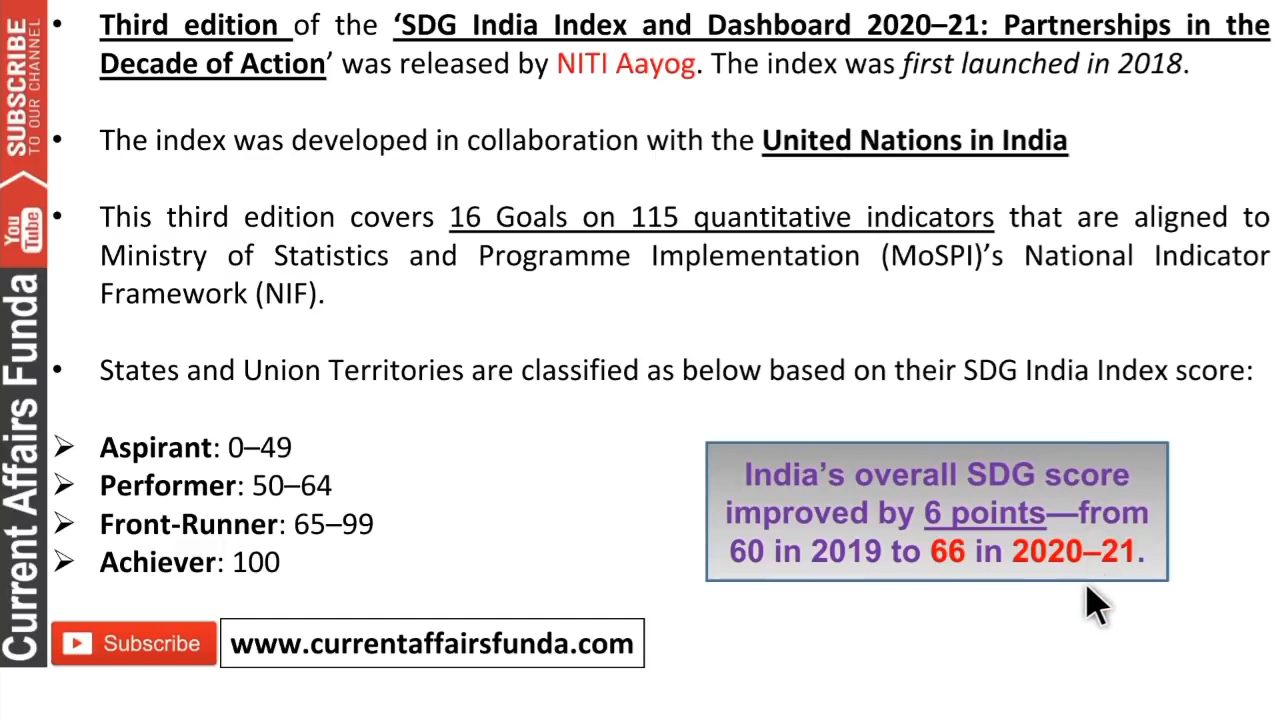 • Third edition of the ‘SDG India Index and Dashboard 2020–21: Partnerships in the
Decade of Action’ was released by NITI Aayog. The index was first launched in 2018.
• The index was developed in collaboration with the United Nations in India
• This third edition covers 16 Goals on 115 quantitative indicators that are aligned to
Ministry of Statistics and Programme Implementation (MoSPI)’s National Indicator
Framework (NIF).
• States and Union Territories are classified as below based on their SDG India Index score:
➢ Aspirant: 0–49
➢ Performer: 50–64
➢ Front-Runner: 65–99
➢ Achiever: 100
India’s overall SDG score
improved by 6 points—from
60 in 2019 to 66 in 2020–21.
Subscribe
www.currentaffairsfunda.com
SUBSCRIBE
TO OUR CHANNEL
You
Tube
Current Affairs Funda